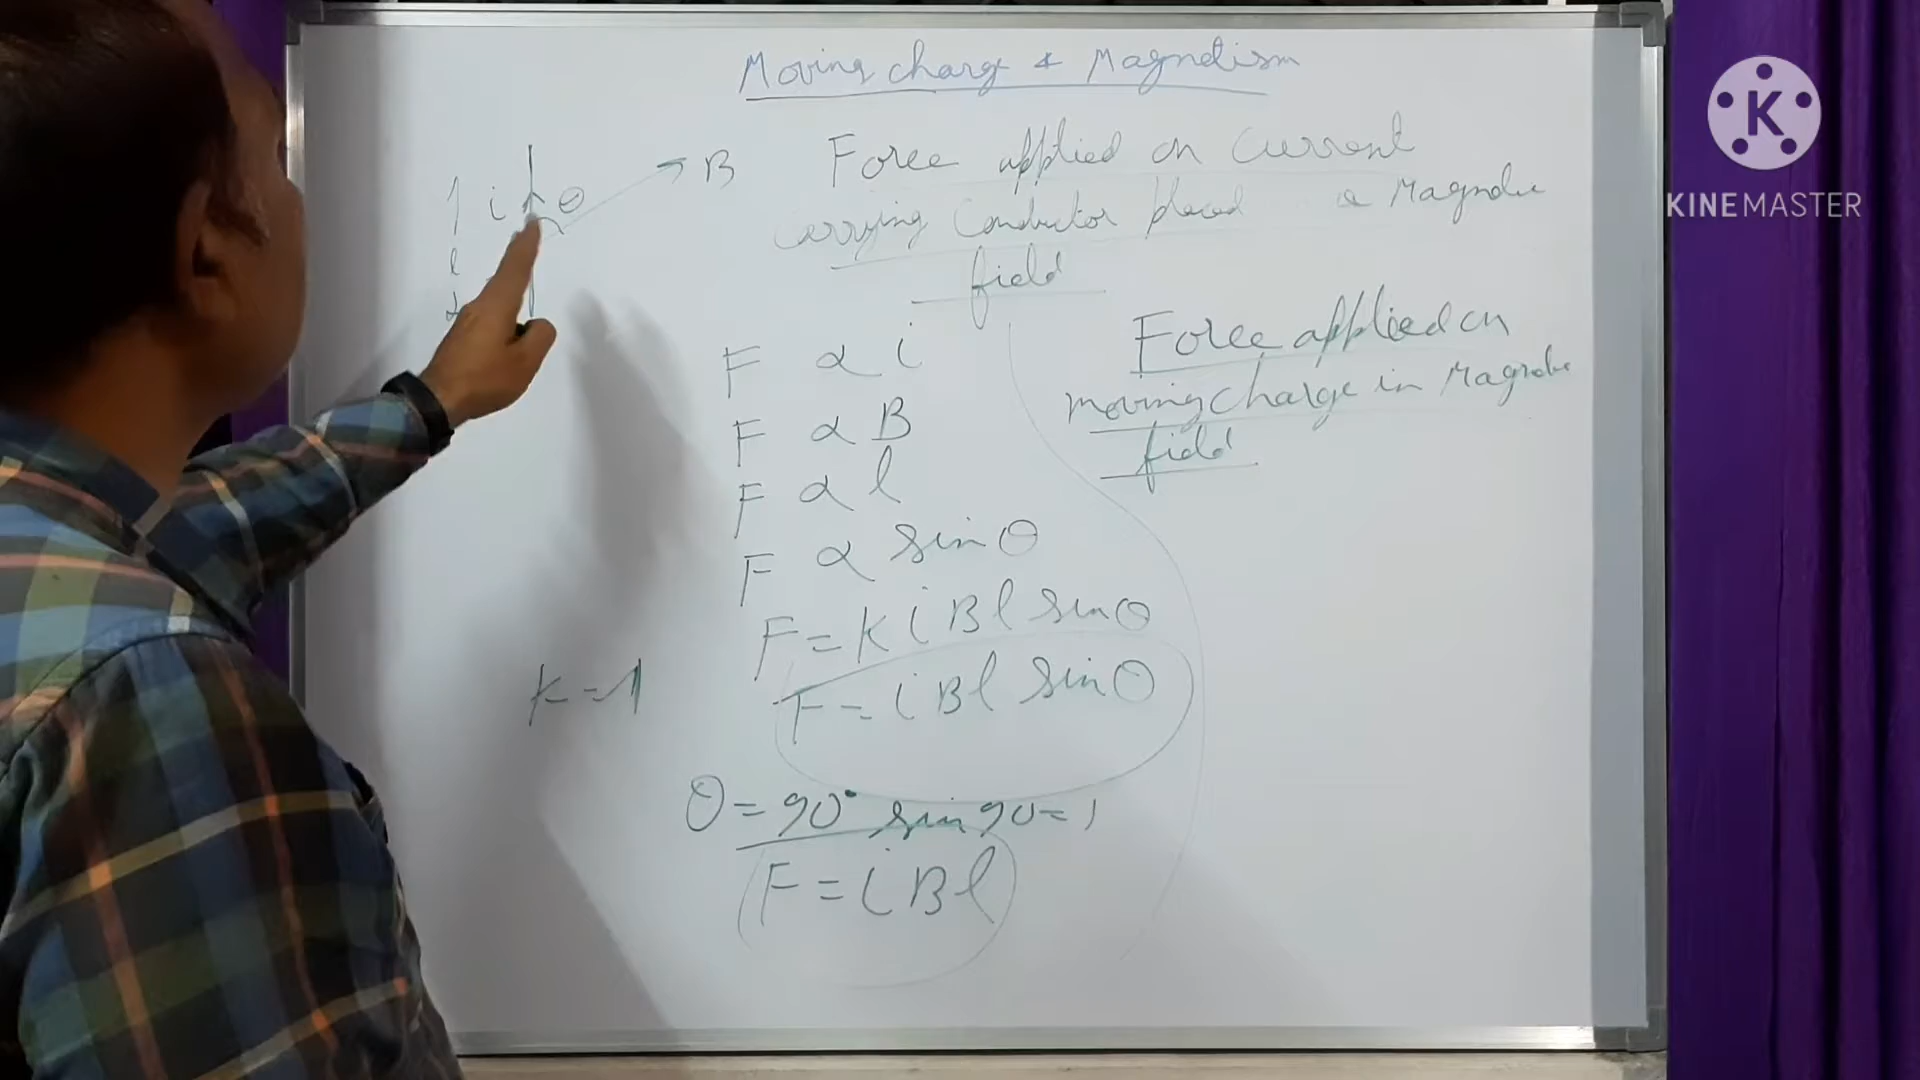 Moving charge & Magnetism
Force applied on Current
carrying Conductor placed a Magnetic
field
i θ B
l
F ∝ i
F ∝ B
F ∝ l
F ∝ sin θ
F = K i B l sin θ
K = 1
F = i B l sin θ
θ = 90° sin 90 = 1
F = i B l
Force applied on
moving charge in Magnetic
field
K
KINEMASTER